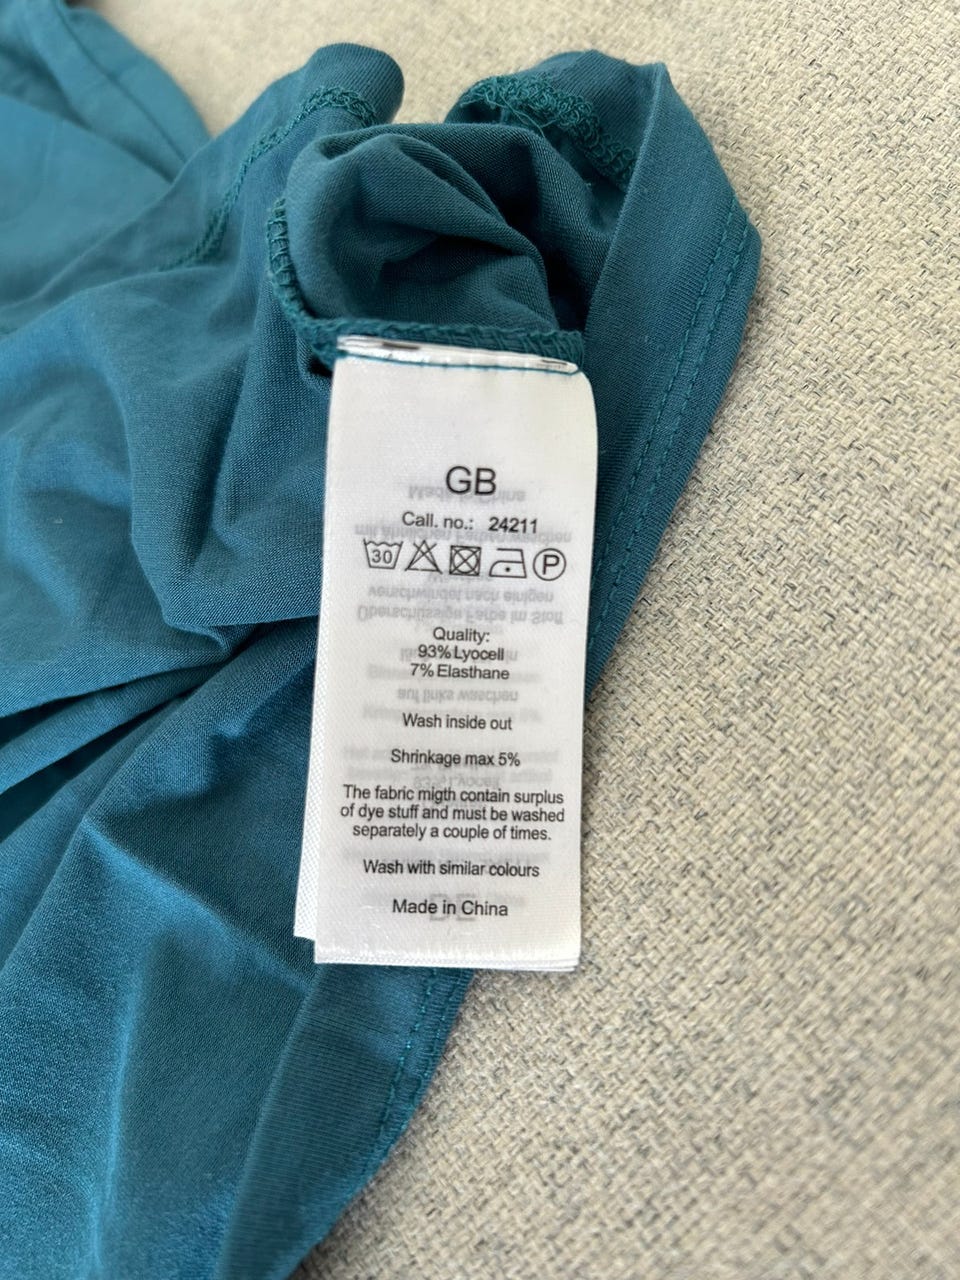 GB
Call. no.: 24211
30 P
Quality:
93% Lyocell
7% Elasthane
Wash inside out
Shrinkage max 5%
The fabric migth contain surplus
of dye stuff and must be washed
separately a couple of times.
Wash with similar colours
Made in China